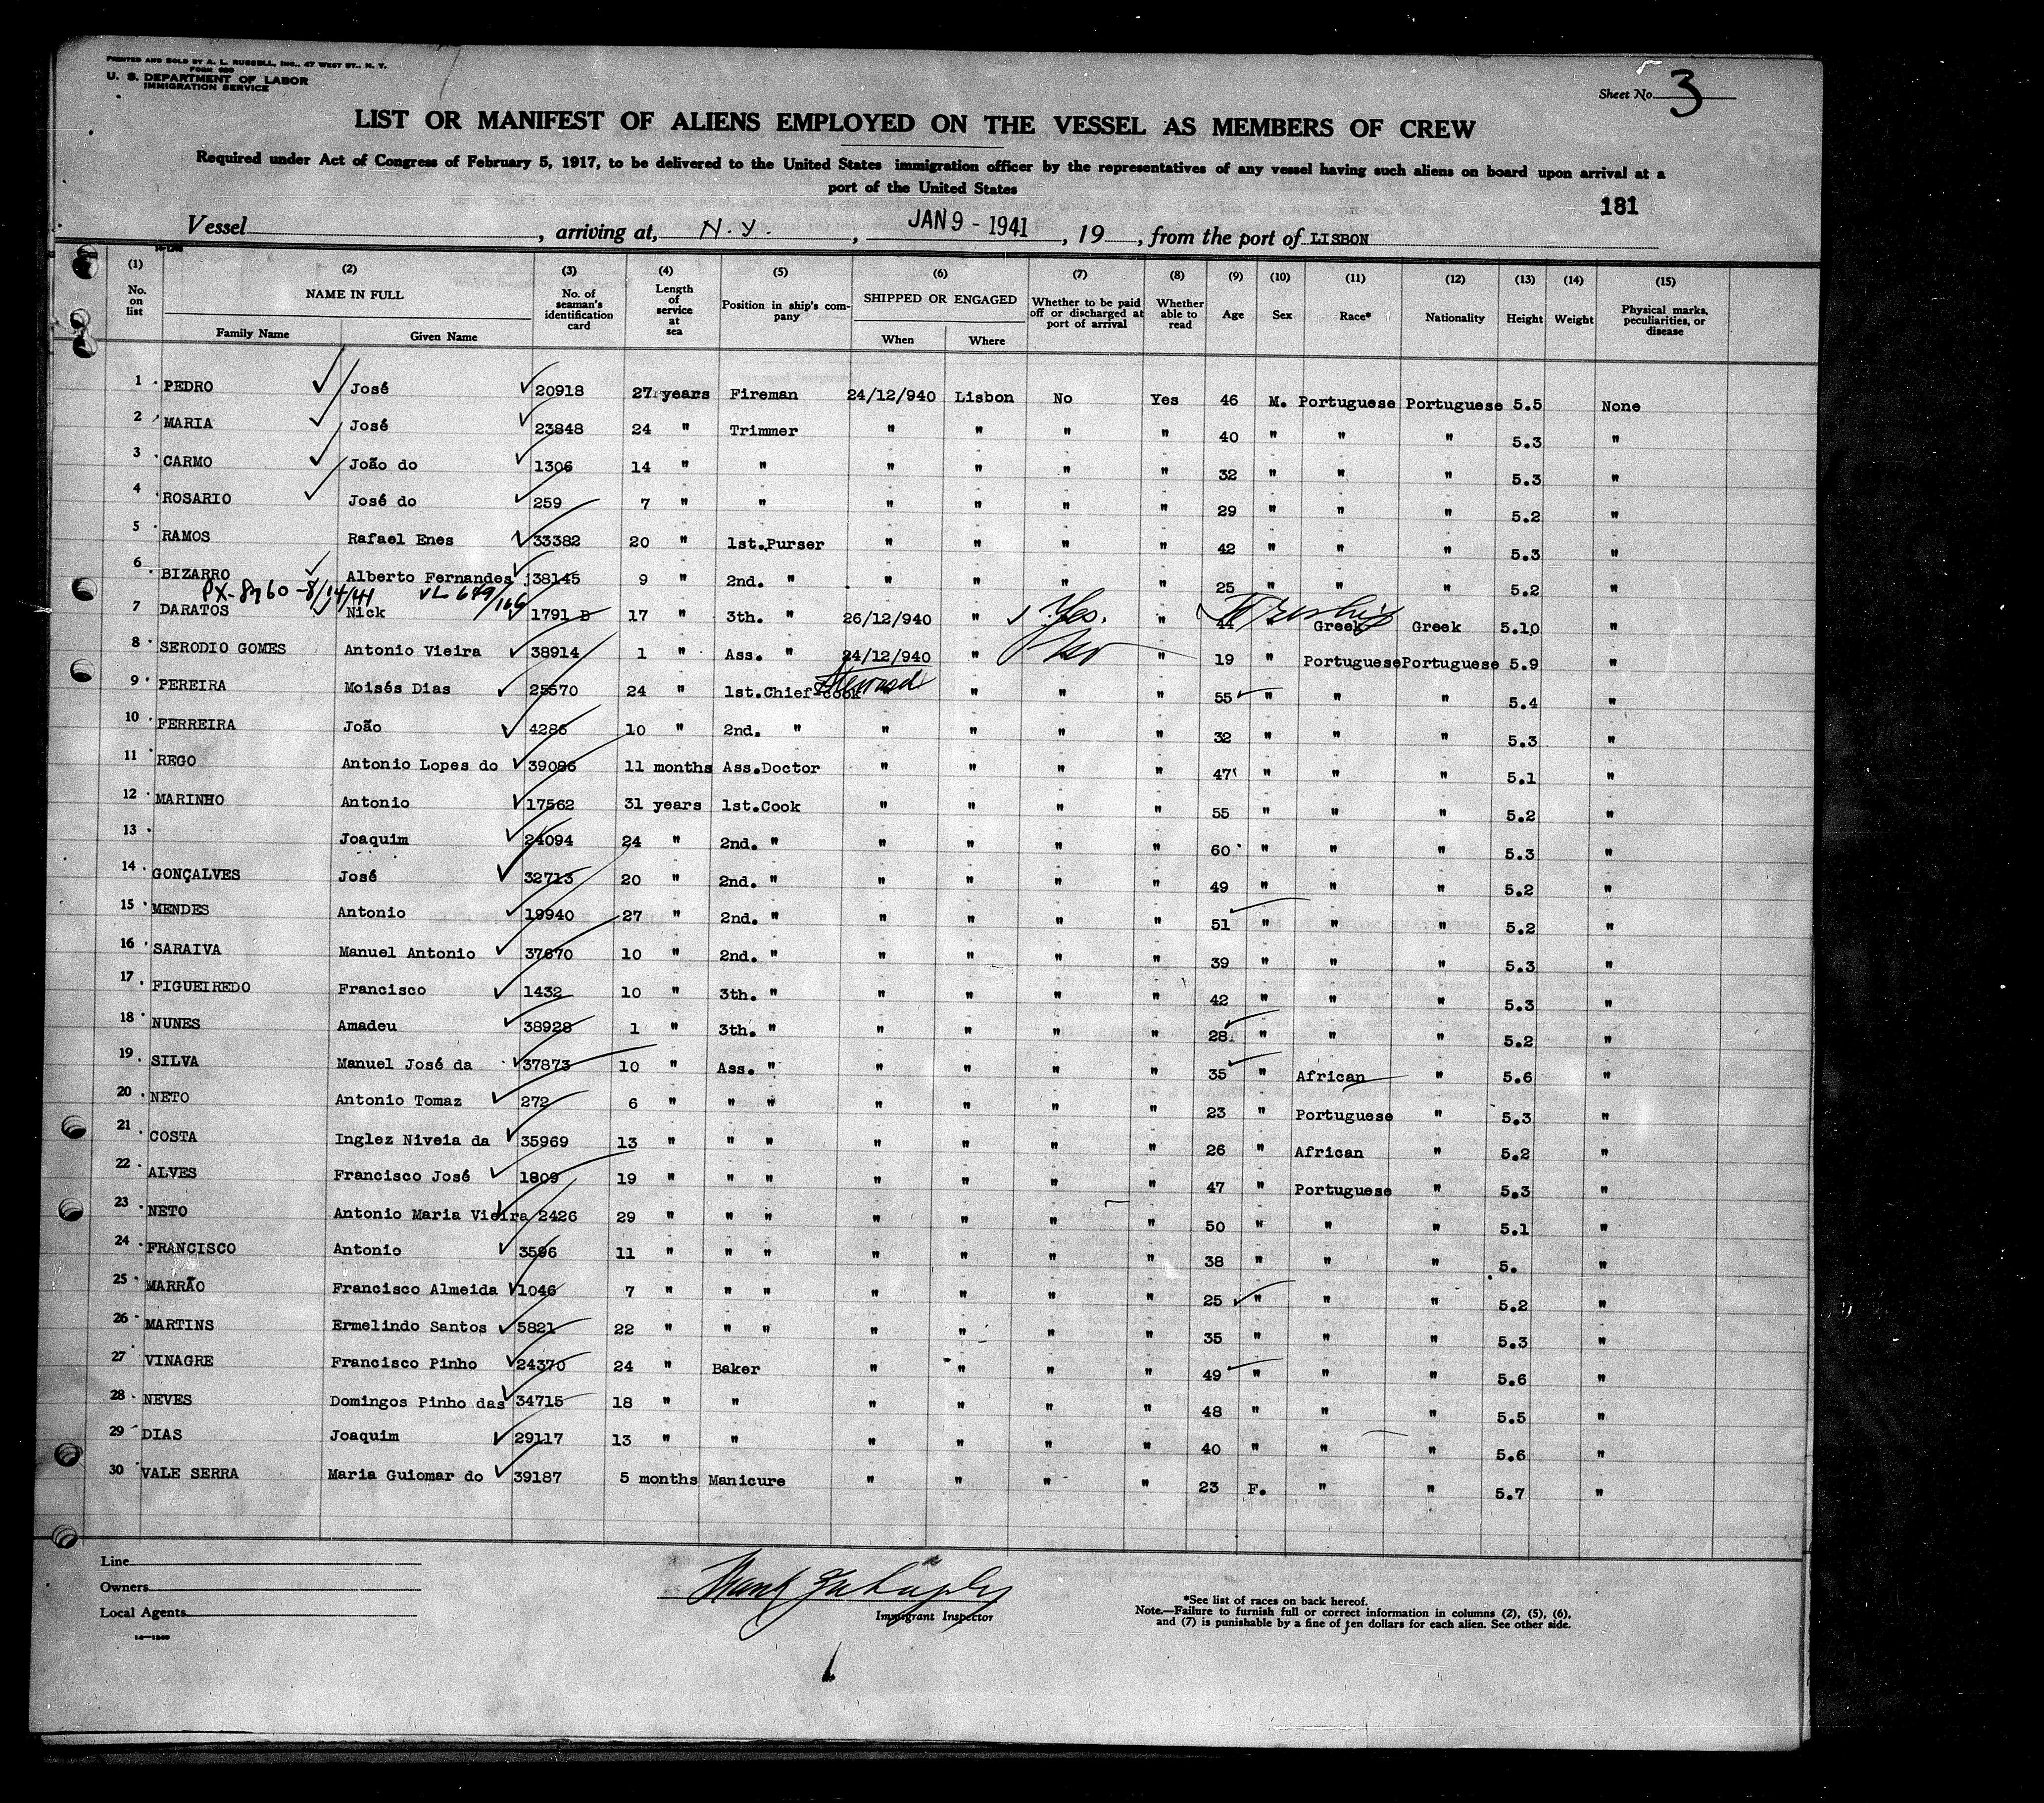 PRINTED AND SOLD BY A. L. RUSSELL, INC., 47 WEST ST., N. Y.
U. S. DEPARTMENT OF LABOR
IMMIGRATION SERVICE
Sheet No. 3
LIST OR MANIFEST OF ALIENS EMPLOYED ON THE VESSEL AS MEMBERS OF CREW
Required under Act of Congress of February 5, 1917, to be delivered to the United States immigration officer by the representatives of any vessel having such aliens on board upon arrival at a
port of the United States
181
Vessel , arriving at, N. Y. , JAN 9 - 1941 , 19 , from the port of LISBON
(1) No. on list (2) NAME IN FULL Family Name Given Name (3) No. of seaman's identification card (4) Length of service at sea (5) Position in ship's company (6) SHIPPED OR ENGAGED When Where (7) Whether to be paid off or discharged at port of arrival (8) Whether able to read (9) Age (10) Sex (11) Race* (12) Nationality (13) Height (14) Weight (15) Physical marks, peculiarities, or disease
1 PEDRO José 20918 27 years Fireman 24/12/940 Lisbon No Yes 46 M. Portuguese Portuguese 5.5 None
2 MARIA José 23848 24 " Trimmer " " " " 40 " " " 5.3 "
3 CARMO João do 1306 14 " " " " " " 32 " " " 5.3 "
4 ROSARIO José do 259 7 " " " " " " 29 " " " 5.2 "
5 RAMOS Rafael Enes 33382 20 " 1st.Purser " " " " 42 " " " 5.3 "
6 BIZARRO Alberto Fernandes 38145 9 " 2nd. " " " " " 25 " " " 5.2 "
7 DARATOS Nick 1791 B 17 " 3th. " 26/12/940 " Yes. " 44 Greek Greek 5.10 "
8 SERODIO GOMES Antonio Vieira 38914 1 " Ass. " 24/12/940 " No " 19 " Portuguese Portuguese 5.9 "
9 PEREIRA Moisés Dias 25570 24 " 1st.Chief-Cook Steward " " " 55 " " " 5.4 "
10 FERREIRA João 4286 10 " 2nd. " " " " " 32 " " " 5.3 "
11 REGO Antonio Lopes do 39086 11 months Ass.Doctor " " " " 47 " " " 5.1 "
12 MARINHO Antonio 17562 31 years 1st.Cook " " " " 55 " " " 5.2 "
13 Joaquim 24094 24 " 2nd. " " " " " 60 " " " 5.3 "
14 GONÇALVES José 32713 20 " 2nd. " " " " " 49 " " " 5.2 "
15 MENDES Antonio 19940 27 " 2nd. " " " " " 51 " " " 5.2 "
16 SARAIVA Manuel Antonio 37670 10 " 2nd. " " " " " 39 " " " 5.3 "
17 FIGUEIREDO Francisco 1432 10 " 3th. " " " " " 42 " " " 5.3 "
18 NUNES Amadeu 38928 1 " 3th. " " " " " 28 " " " 5.2 "
19 SILVA Manuel José da 37873 10 " Ass. " " " " " 35 " African " 5.6 "
20 NETO Antonio Tomaz 272 6 " " " " " " " 23 " Portuguese " 5.3 "
21 COSTA Inglez Niveia da 35969 13 " " " " " " " 26 " African " 5.2 "
22 ALVES Francisco José 1809 19 " " " " " " " 47 " Portuguese " 5.3 "
23 NETO Antonio Maria Vieira 2426 29 " " " " " " " 50 " " " 5.1 "
24 FRANCISCO Antonio 3596 11 " " " " " " " 38 " " " 5. "
25 MARRÃO Francisco Almeida 1046 7 " " " " " " " 25 " " " 5.2 "
26 MARTINS Ermelindo Santos 5821 22 " " " " " " " 35 " " " 5.3 "
27 VINAGRE Francisco Pinho 24370 24 " Baker " " " " 49 " " " 5.6 "
28 NEVES Domingos Pinho das 34715 18 " " " " " " 48 " " " 5.5 "
29 DIAS Joaquim 29117 13 " " " " " " 40 " " " 5.6 "
30 VALE SERRA Maria Guiomar do 39187 5 months Manicure " " " " 23 F. " " 5.7 "
Line
Owners
Local Agents
Immigrant Inspector
*See list of races on back hereof.
Note.—Failure to furnish full or correct information in columns (2), (5), (6),
and (7) is punishable by a fine of ten dollars for each alien. See other side.